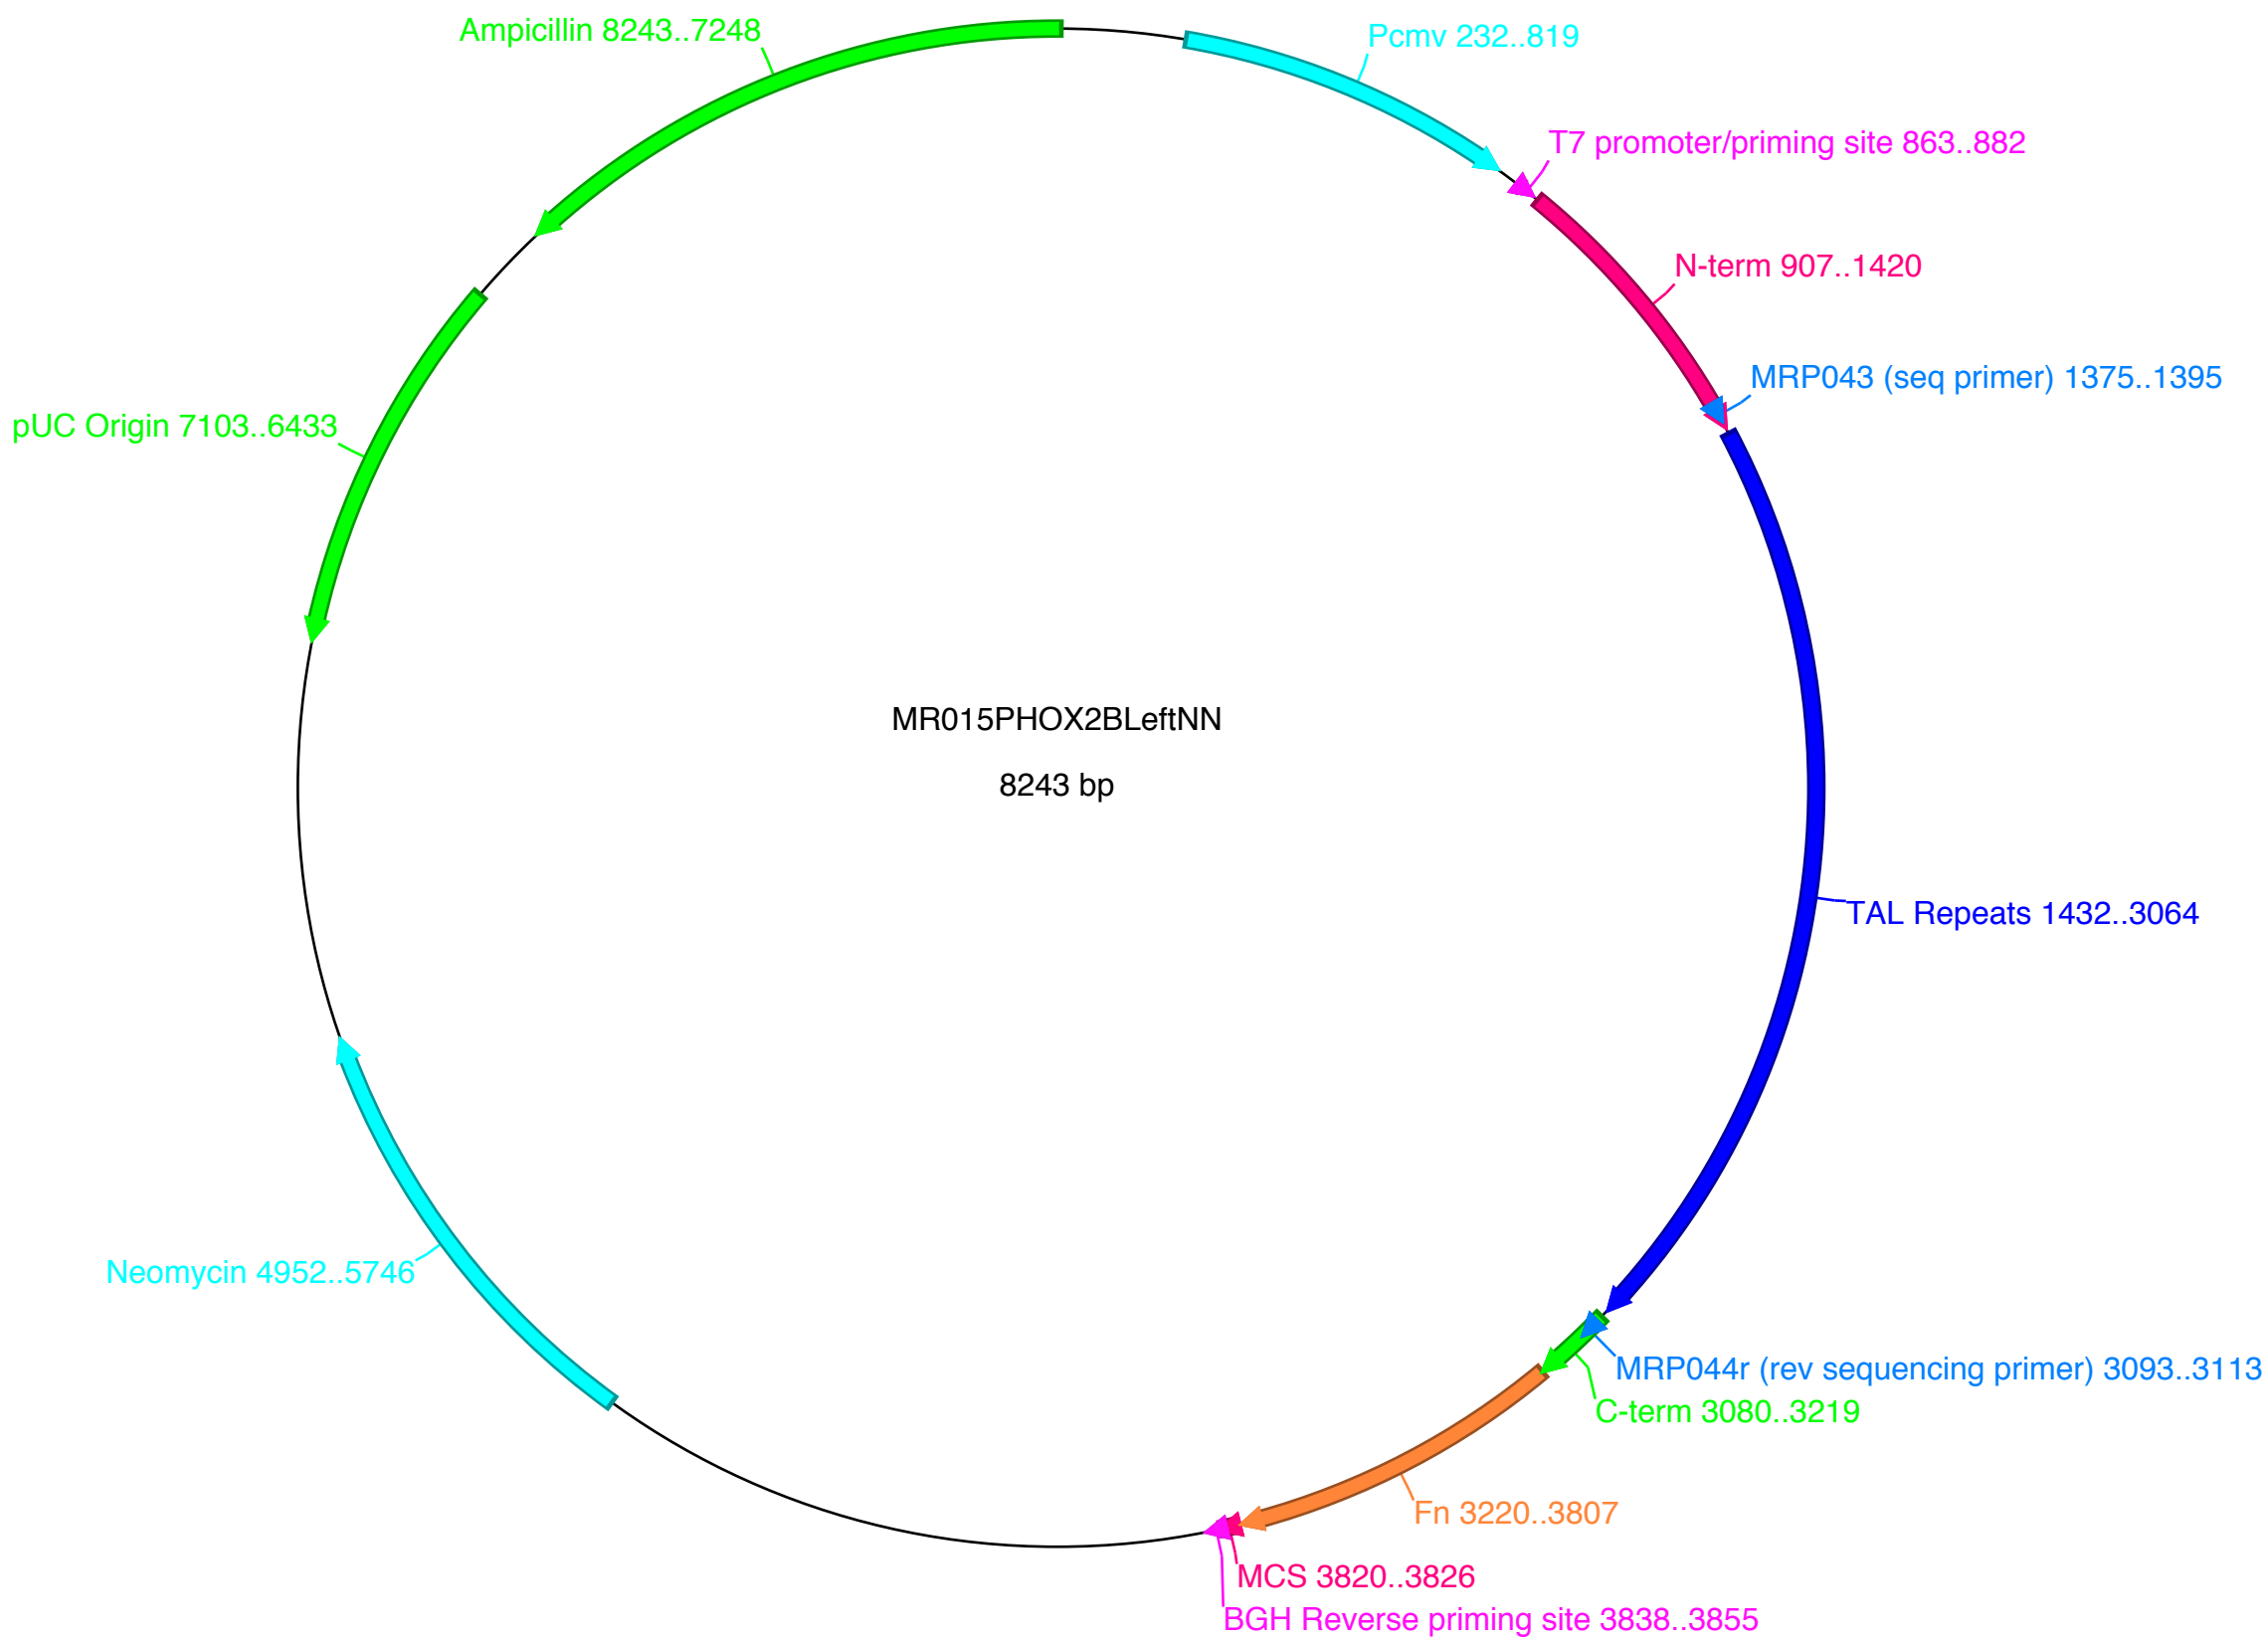 Ampicillin 8243..7248
Pcmv 232..819
T7 promoter/priming site 863..882
N-term 907..1420
MRP043 (seq primer) 1375..1395
pUC Origin 7103..6433
MR015PHOX2BLeftNN
8243 bp
TAL Repeats 1432..3064
Neomycin 4952..5746
MRP044r (rev sequencing primer) 3093..3113
C-term 3080..3219
Fn 3220..3807
MCS 3820..3826
BGH Reverse priming site 3838..3855